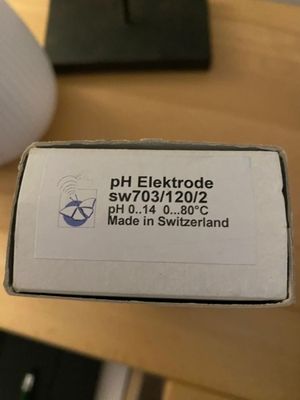 pH Elektrode
sw703/120/2
pH 0..14 0...80°C
Made in Switzerland